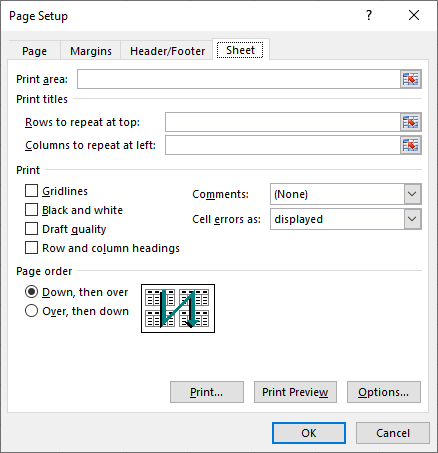 Page Setup
Page Margins Header/Footer Sheet
Print area:
Print titles
Rows to repeat at top:
Columns to repeat at left:
Print
Gridlines Comments: (None)
Black and white Cell errors as: displayed
Draft quality
Row and column headings
Page order
Down, then over
Over, then down
Print... Print Preview Options...
OK Cancel